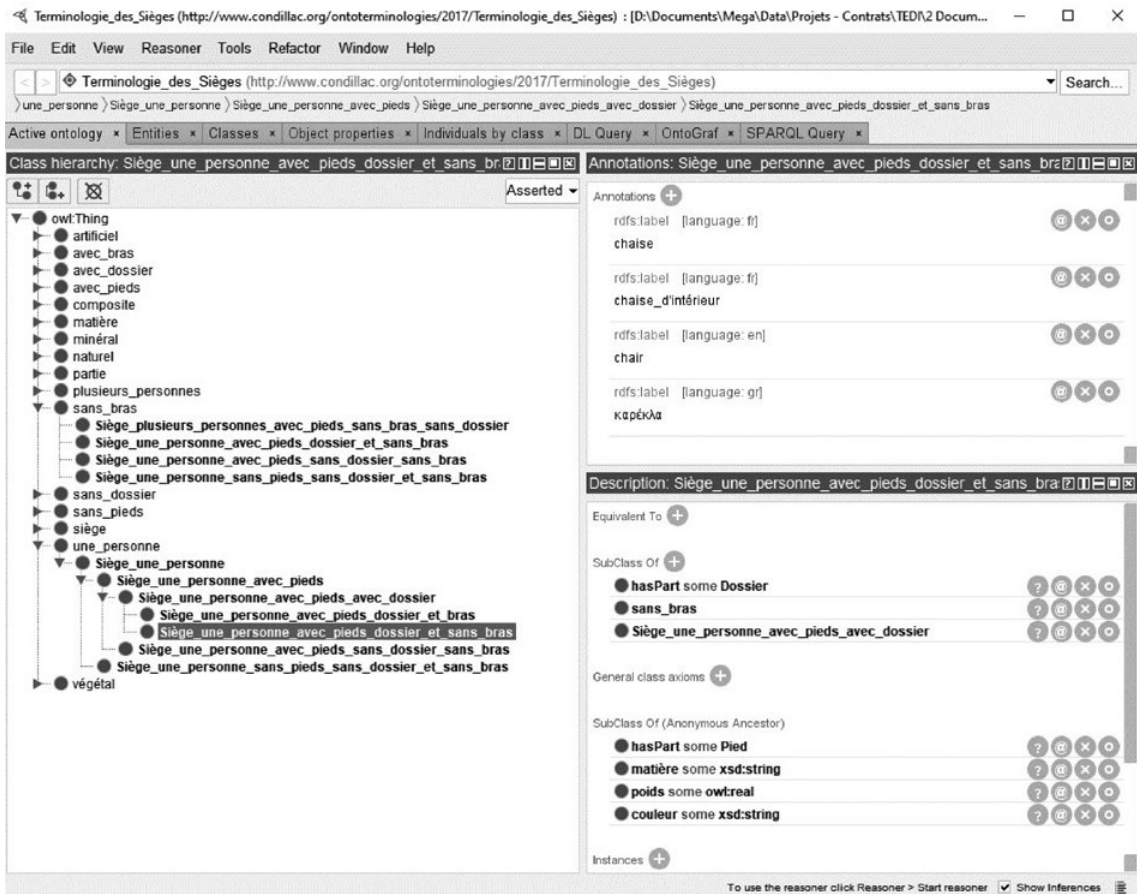 Terminologie_des_Sièges (http://www.condillac.org/ontoterminologies/2017/Terminologie_des_Sièges) : [D:\Documents\Mega\Data\Projets - Contrats\TEDI\2 Docum...
File Edit View Reasoner Tools Refactor Window Help
Terminologie_des_Sièges (http://www.condillac.org/ontoterminologies/2017/Terminologie_des_Sièges) Search...
une_personne Siège_une_personne Siège_une_personne_avec_pieds Siège_une_personne_avec_pieds_avec_dossier Siège_une_personne_avec_pieds_dossier_et_sans_bras
Active ontology × Entities × Classes × Object properties × Individuals by class × DL Query × OntoGraf × SPARQL Query ×
Class hierarchy: Siège_une_personne_avec_pieds_dossier_et_sans_br
Asserted
owl:Thing
artificiel
avec_bras
avec_dossier
avec_pieds
composite
matière
minéral
naturel
partie
plusieurs_personnes
sans_bras
Siège_plusieurs_personnes_avec_pieds_sans_bras_sans_dossier
Siège_une_personne_avec_pieds_dossier_et_sans_bras
Siège_une_personne_avec_pieds_sans_dossier_sans_bras
Siège_une_personne_sans_pieds_sans_dossier_et_sans_bras
sans_dossier
sans_pieds
siège
une_personne
Siège_une_personne
Siège_une_personne_avec_pieds
Siège_une_personne_avec_pieds_avec_dossier
Siège_une_personne_avec_pieds_dossier_et_bras
Siège_une_personne_avec_pieds_dossier_et_sans_bras
Siège_une_personne_avec_pieds_sans_dossier_sans_bras
Siège_une_personne_sans_pieds_sans_dossier_et_sans_bras
végétal
Annotations: Siège_une_personne_avec_pieds_dossier_et_sans_bra
Annotations
rdfs:label [language: fr]
chaise
rdfs:label [language: fr]
chaise_d'intérieur
rdfs:label [language: en]
chair
rdfs:label [language: gr]
καρέκλα
Description: Siège_une_personne_avec_pieds_dossier_et_sans_bra
Equivalent To
SubClass Of
hasPart some Dossier
sans_bras
Siège_une_personne_avec_pieds_avec_dossier
General class axioms
SubClass Of (Anonymous Ancestor)
hasPart some Pied
matière some xsd:string
poids some owl:real
couleur some xsd:string
Instances
To use the reasoner click Reasoner > Start reasoner Show Inferences